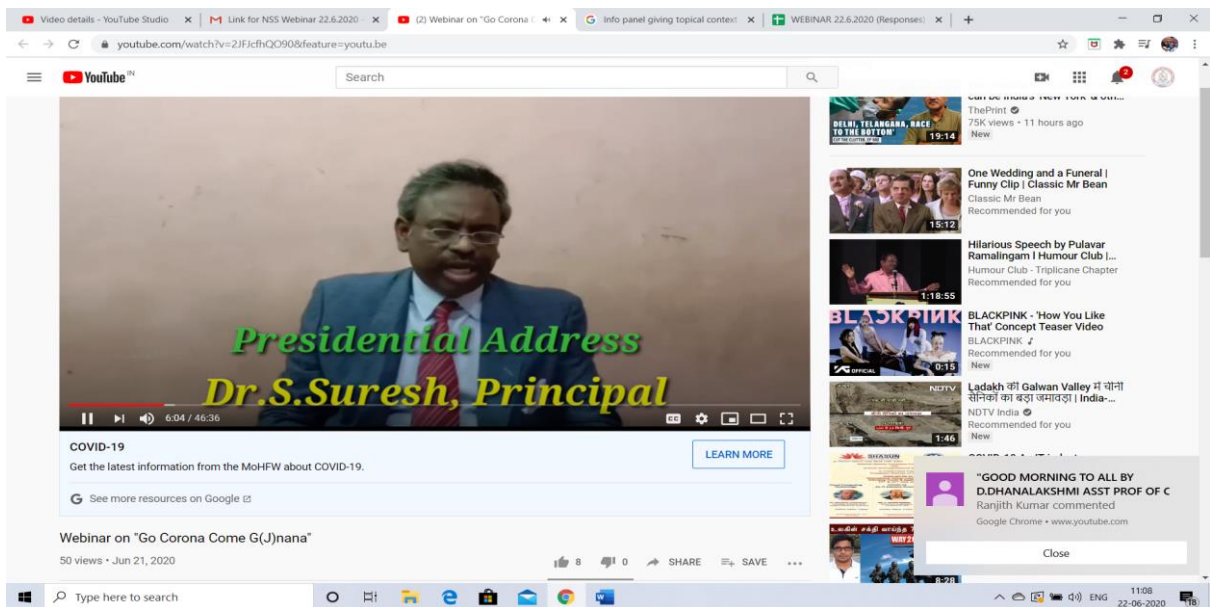 Video details - YouTube Studio
Link for NSS Webinar 22.6.2020 -
(2) Webinar on "Go Corona C
Info panel giving topical context
WEBINAR 22.6.2020 (Responses)
youtube.com/watch?v=2JFJcfhQO90&feature=youtu.be
YouTube IN
Search
2
Presidential Address
Dr.S.Suresh, Principal
6:04 / 46:36
CC
COVID-19
Get the latest information from the MoHFW about COVID-19.
LEARN MORE
G See more resources on Google
Webinar on "Go Corona Come G(J)nana"
50 views • Jun 21, 2020
8
0
SHARE
SAVE
DELHI, TELANGANA, RACE
TO THE BOTTOM'
19:14
ThePrint
75K views • 11 hours ago
New
15:12
One Wedding and a Funeral |
Funny Clip | Classic Mr Bean
Classic Mr Bean
Recommended for you
1:18:55
Hilarious Speech by Pulavar
Ramalingam l Humour Club |...
Humour Club - Triplicane Chapter
Recommended for you
BLACKPINK
OFFICIAL
0:15
BLACKPINK - 'How You Like
That' Concept Teaser Video
BLACKPINK
Recommended for you
New
NDTV
1:46
Ladakh की Galwan Valley में चीनी
सैनिकों का बड़ा जमावड़ा | India-...
NDTV India
Recommended for you
New
SHASUN
8:28
"GOOD MORNING TO ALL BY
D.DHANALAKSHMI ASST PROF OF C
Ranjith Kumar commented
Google Chrome • www.youtube.com
Close
Type here to search
ENG
11:08
22-06-2020
18